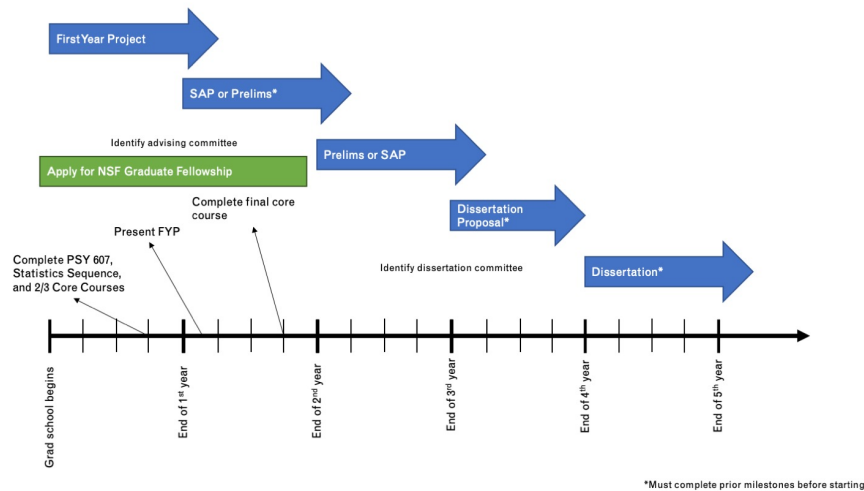 First Year Project
SAP or Prelims*
Identify advising committee
Prelims or SAP
Apply for NSF Graduate Fellowship
Complete final core
course
Dissertation
Proposal*
Present FYP
Complete PSY 607,
Statistics Sequence,
and 2/3 Core Courses
Identify dissertation committee
Dissertation*
Grad school begins
End of 1st year
End of 2nd year
End of 3rd year
End of 4th year
End of 5th year
*Must complete prior milestones before starting